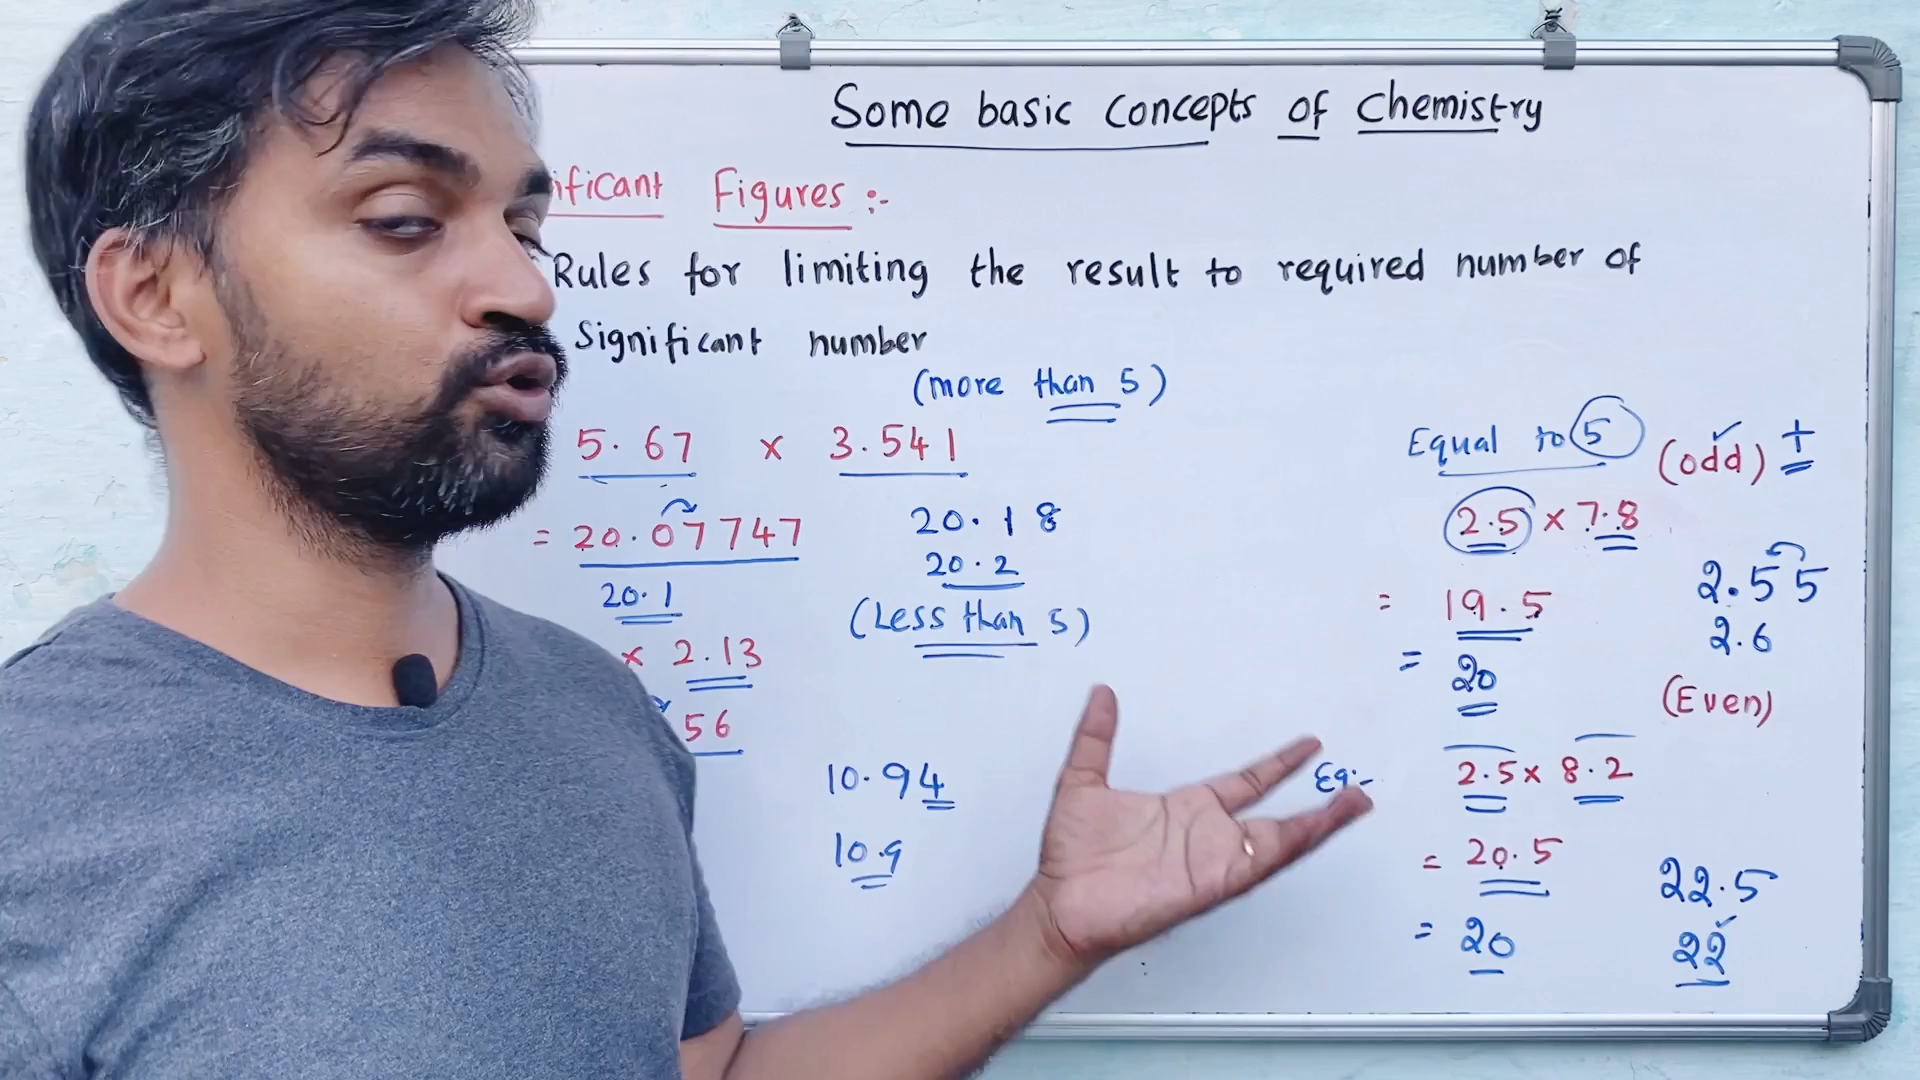 Some basic concepts of Chemistry
ificant Figures :-
Rules for limiting the result to required number of
Significant number
(more than 5)
5.67 x 3.541
= 20.07747
20.1
20.18
20.2
(Less than 5)
x 2.13
56
10.94
10.9
Equal to 5 (odd) +
2.5 x 7.8
= 19.5
= 20
2.55
2.6
(Even)
Eg:- 2.5 x 8.2
= 20.5
= 20
22.5
22